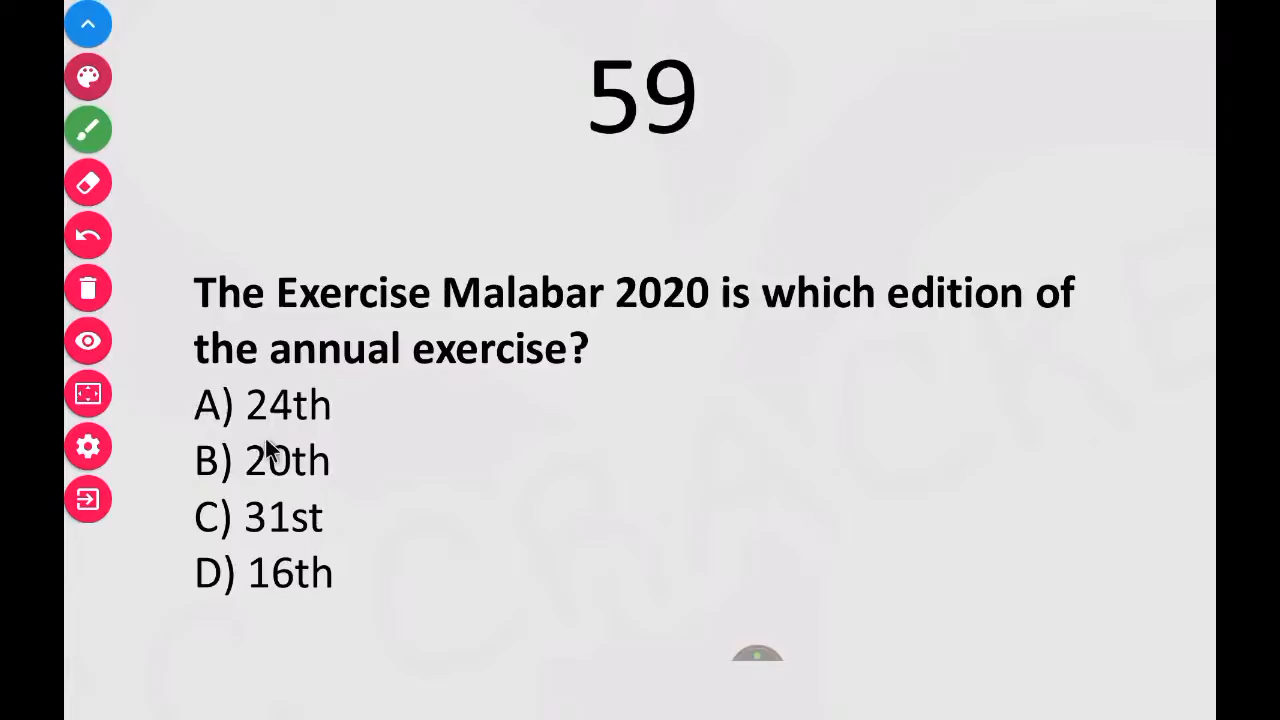 59
The Exercise Malabar 2020 is which edition of
the annual exercise?
A) 24th
B) 20th
C) 31st
D) 16th